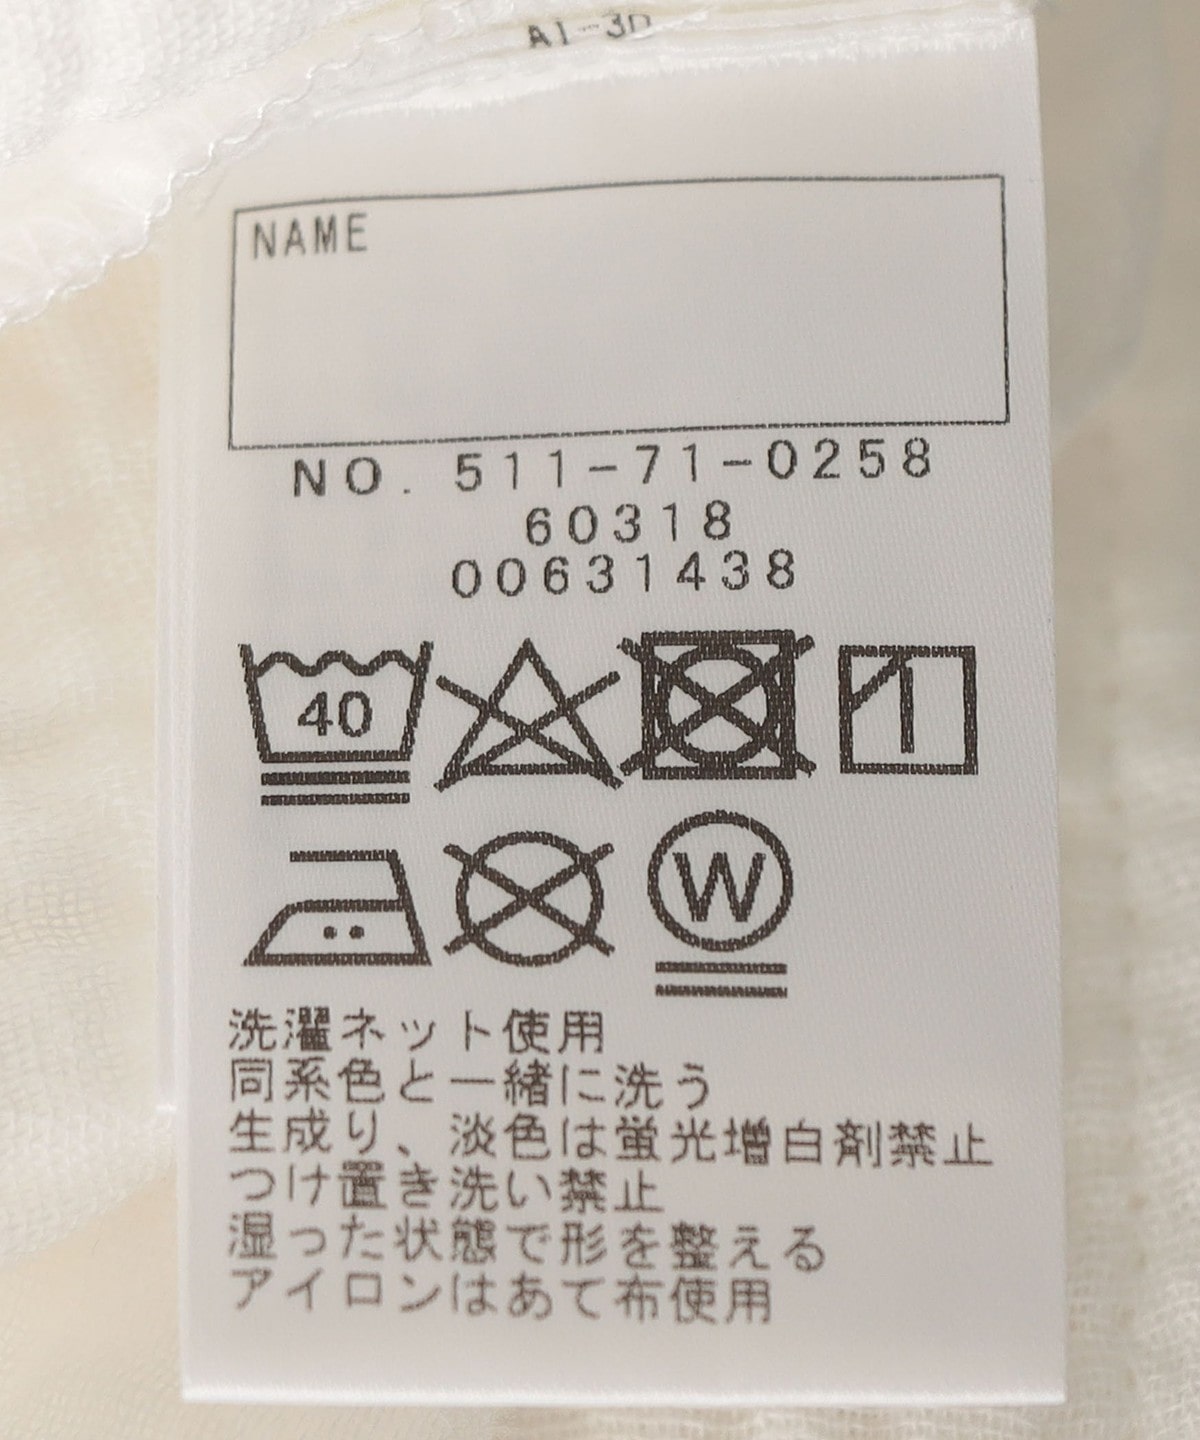 NAME
NO. 511-71-0258
60318
00631438
40
W
洗濯ネット使用
同系色と一緒に洗う
生成り、淡色は蛍光増白剤禁止
つけ置き洗い禁止
湿った状態で形を整える
アイロンはあて布使用